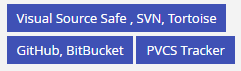 Visual Source Safe , SVN, Tortoise
GitHub, BitBucket PVCS Tracker